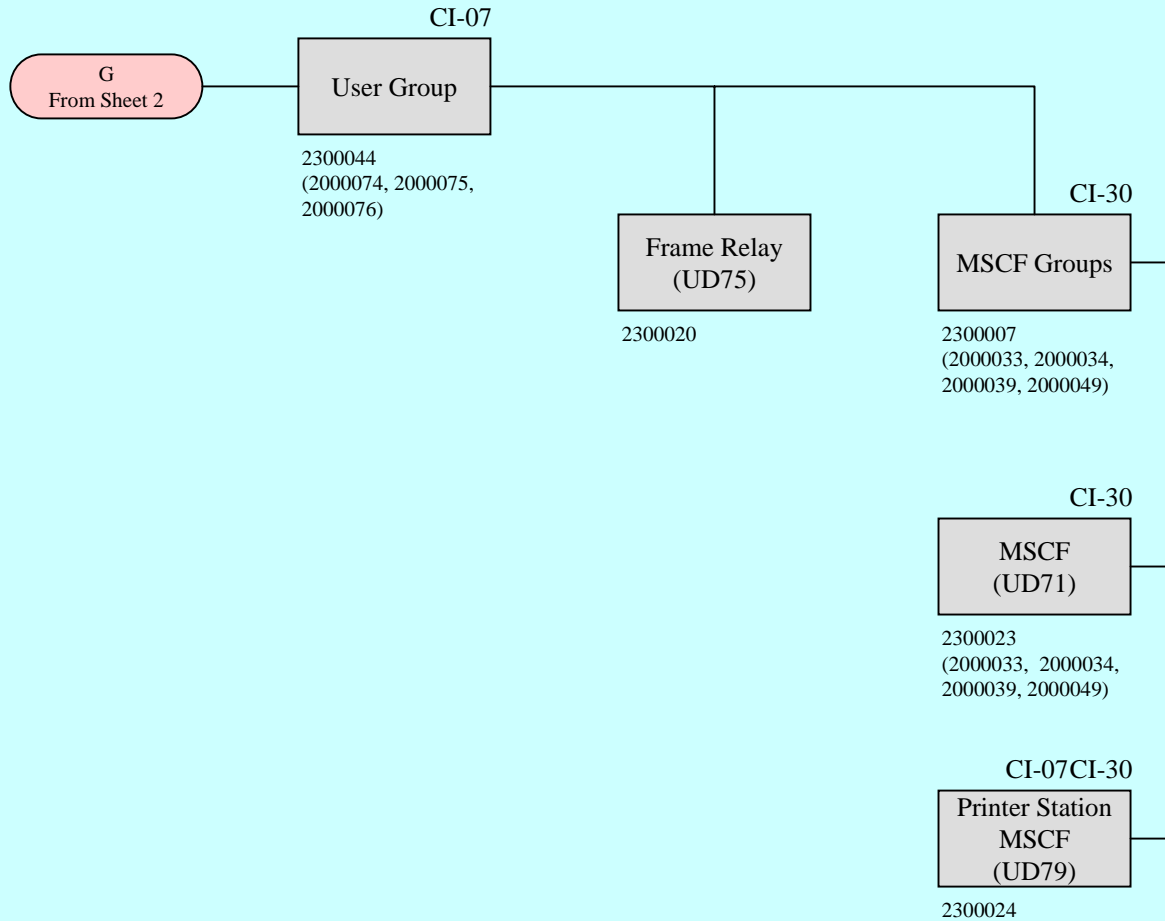 CI-07
G
From Sheet 2
User Group
2300044
(2000074, 2000075,
2000076)
Frame Relay
(UD75)
2300020
CI-30
MSCF Groups
2300007
(2000033, 2000034,
2000039, 2000049)
CI-30
MSCF
(UD71)
2300023
(2000033, 2000034,
2000039, 2000049)
CI-07CI-30
Printer Station
MSCF
(UD79)
2300024